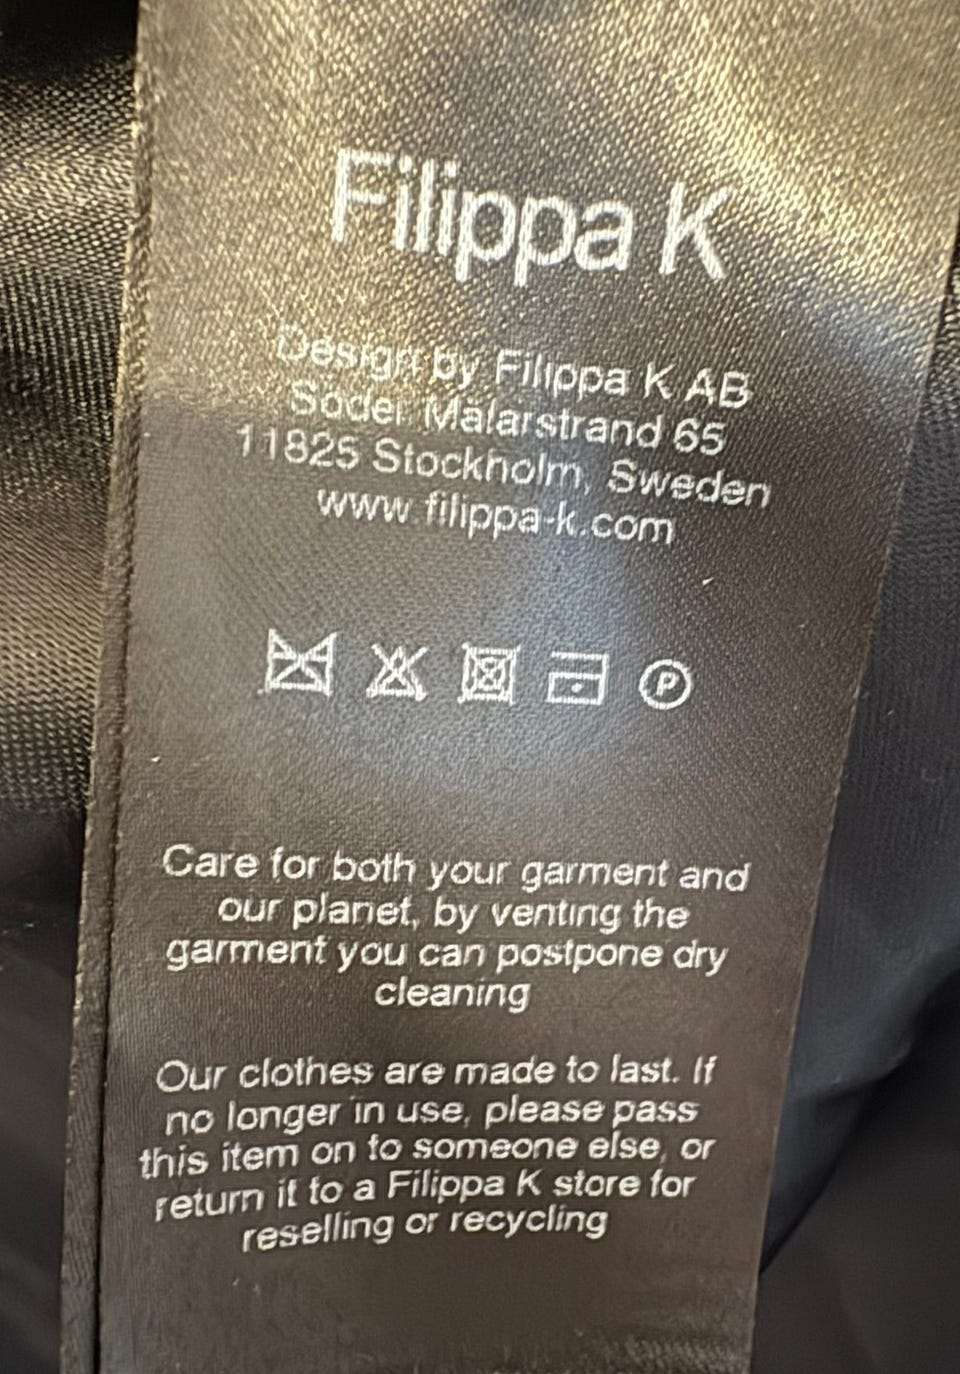 Filippa K
Design by Filippa K AB
Söder Mälarstrand 65
11825 Stockholm, Sweden
www.filippa-k.com
P
Care for both your garment and
our planet, by venting the
garment you can postpone dry
cleaning
Our clothes are made to last. If
no longer in use, please pass
this item on to someone else, or
return it to a Filippa K store for
reselling or recycling